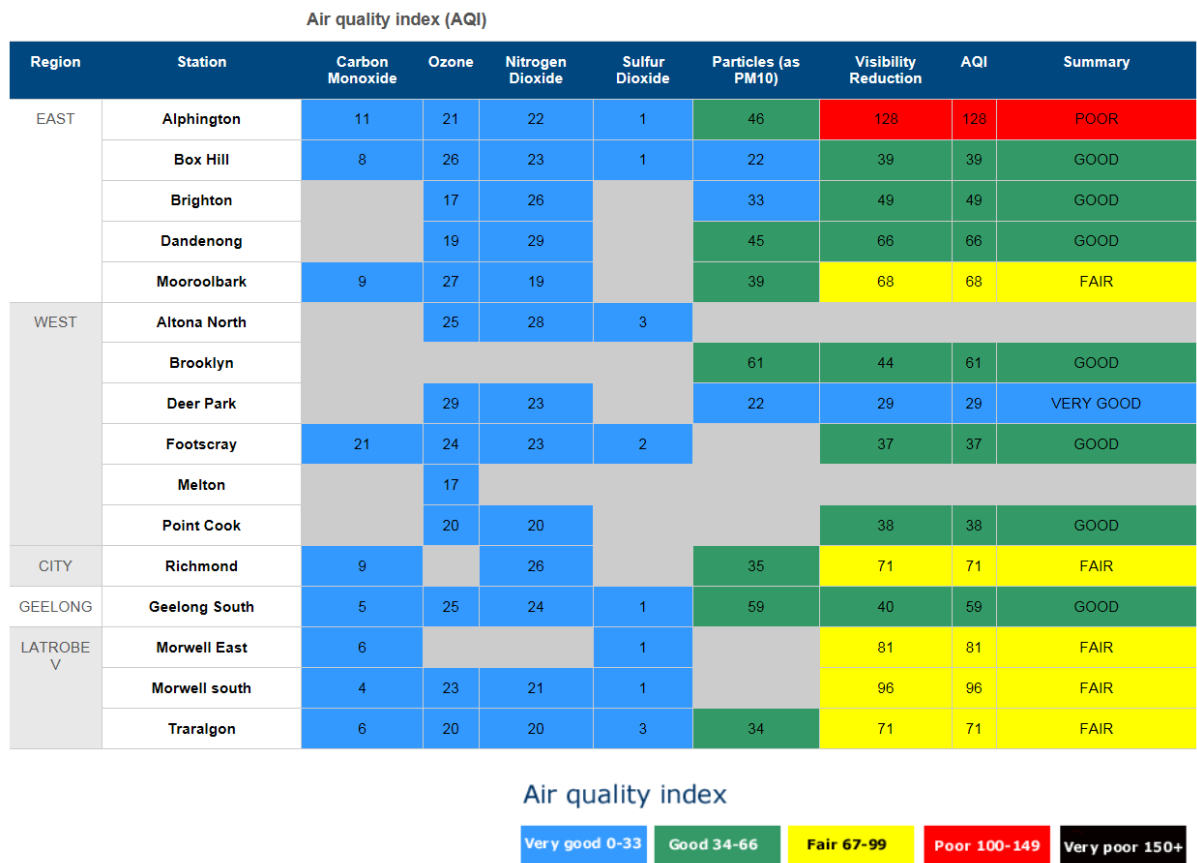 Air quality index (AQI)
Region Station Carbon Monoxide Ozone Nitrogen Dioxide Sulfur Dioxide Particles (as PM10) Visibility Reduction AQI Summary
EAST Alphington 11 21 22 1 46 128 128 POOR
Box Hill 8 26 23 1 22 39 39 GOOD
Brighton 17 26 33 49 49 GOOD
Dandenong 19 29 45 66 66 GOOD
Mooroolbark 9 27 19 39 68 68 FAIR
WEST Altona North 25 28 3
Brooklyn 61 44 61 GOOD
Deer Park 29 23 22 29 29 VERY GOOD
Footscray 21 24 23 2 37 37 GOOD
Melton 17
Point Cook 20 20 38 38 GOOD
CITY Richmond 9 26 35 71 71 FAIR
GEELONG Geelong South 5 25 24 1 59 40 59 GOOD
LATROBE V Morwell East 6 1 81 81 FAIR
Morwell south 4 23 21 1 96 96 FAIR
Traralgon 6 20 20 3 34 71 71 FAIR
Air quality index
Very good 0-33 Good 34-66 Fair 67-99 Poor 100-149 Very poor 150+